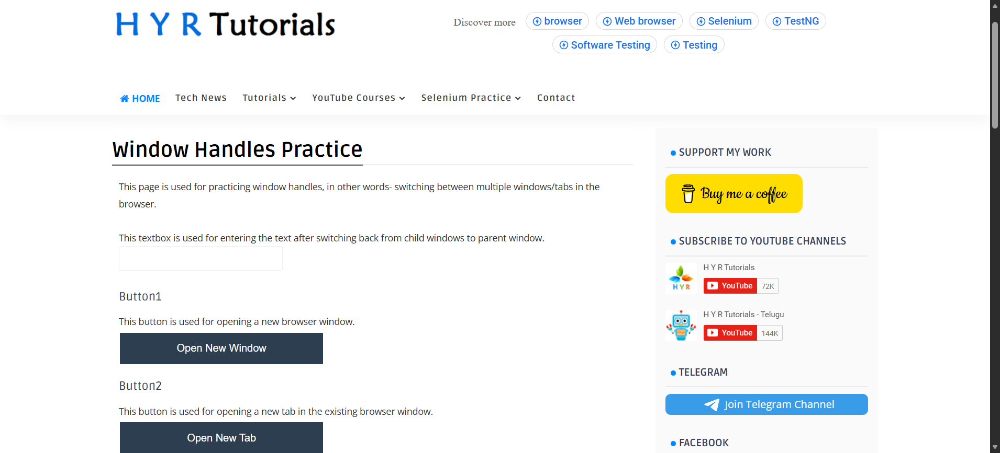 H Y R Tutorials
Discover more
browser
Web browser
Selenium
TestNG
Software Testing
Testing
HOME
Tech News
Tutorials
YouTube Courses
Selenium Practice
Contact
Window Handles Practice
This page is used for practicing window handles, in other words- switching between multiple windows/tabs in the
browser.
This textbox is used for entering the text after switching back from child windows to parent window.
Button1
This button is used for opening a new browser window.
Open New Window
Button2
This button is used for opening a new tab in the existing browser window.
Open New Tab
SUPPORT MY WORK
Buy me a coffee
SUBSCRIBE TO YOUTUBE CHANNELS
HYR
H Y R Tutorials
YouTube
72K
H Y R Tutorials - Telugu
YouTube
144K
TELEGRAM
Join Telegram Channel
FACEBOOK